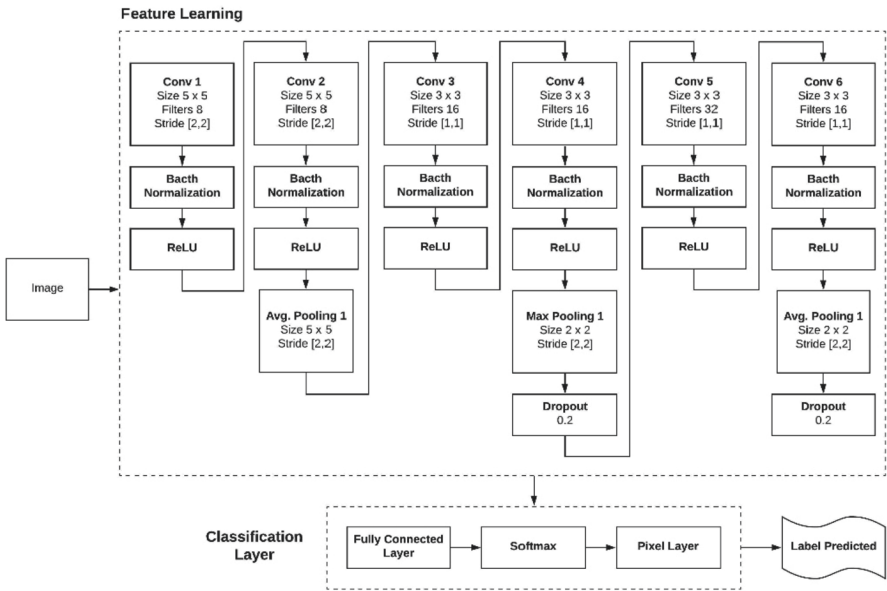 Feature Learning
Conv 1
Size 5 x 5
Filters 8
Stride [2,2]
Bacth
Normalization
ReLU
Conv 2
Size 5 x 5
Filters 8
Stride [2,2]
Bacth
Normalization
ReLU
Avg. Pooling 1
Size 5 x 5
Stride [2,2]
Conv 3
Size 3 x 3
Filters 16
Stride [1,1]
Bacth
Normalization
ReLU
Conv 4
Size 3 x 3
Filters 16
Stride [1,1]
Bacth
Normalization
ReLU
Max Pooling 1
Size 2 x 2
Stride [2,2]
Dropout
0.2
Conv 5
Size 3 x 3
Filters 32
Stride [1,1]
Bacth
Normalization
ReLU
Conv 6
Size 3 x 3
Filters 16
Stride [1,1]
Bacth
Normalization
ReLU
Avg. Pooling 1
Size 2 x 2
Stride [2,2]
Dropout
0.2
Image
Classification
Layer
Fully Connected
Layer
Softmax
Pixel Layer
Label Predicted